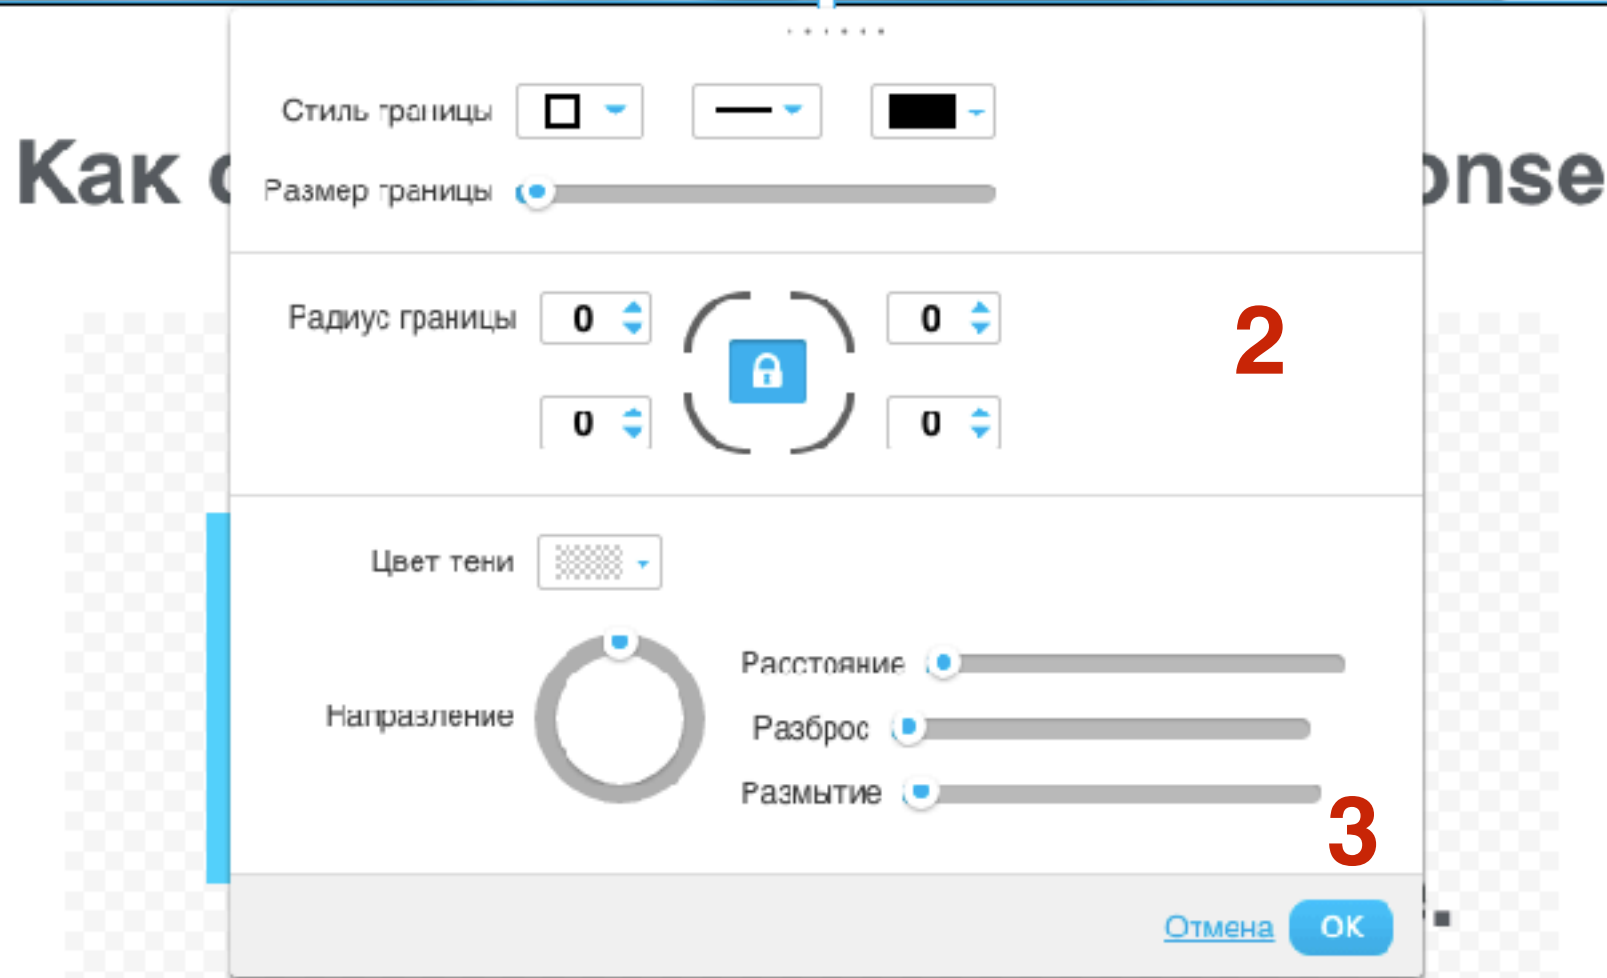 Стиль границы
Как
onse
Размер границы
Радиус границы 0 0
2
0 0
Цвет тени
Расстояние
Направление
Разброс
Размытие
3
Отмена OK